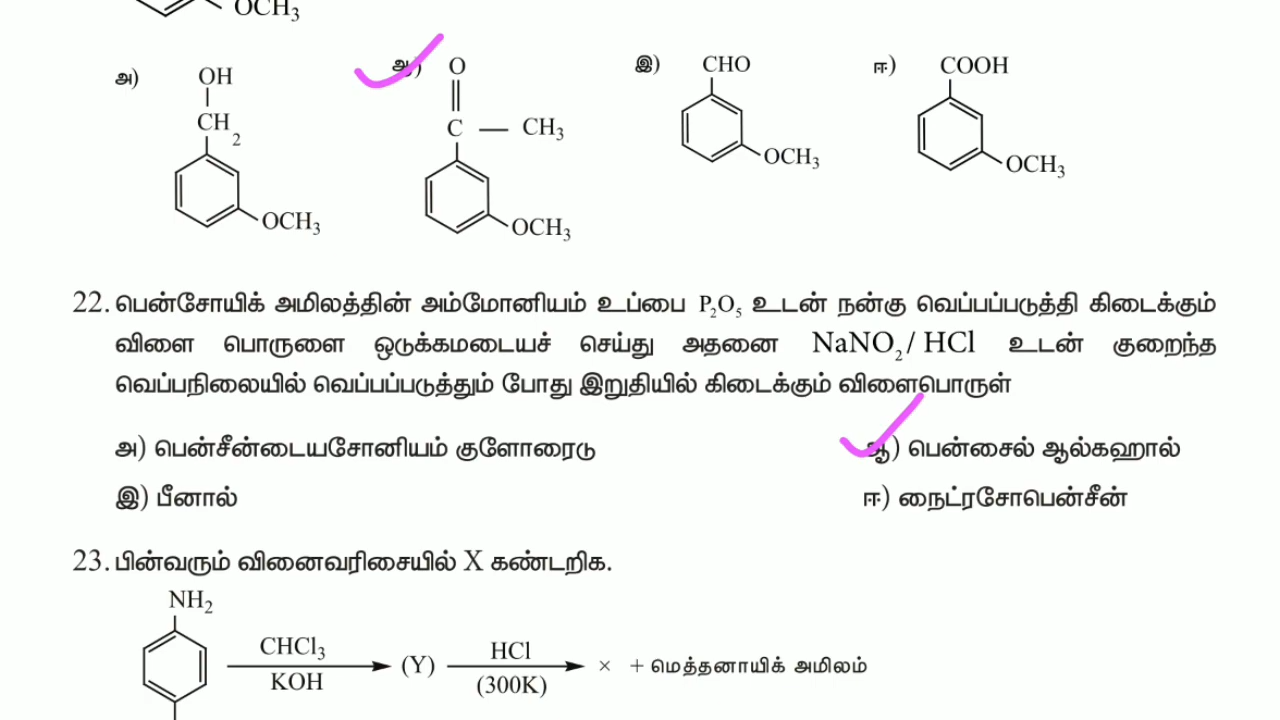 OCH3
அ) OH ஆ) O இ) CHO ஈ) COOH
CH2 C — CH3
OCH3 OCH3 OCH3 OCH3
22. பென்சோயிக் அமிலத்தின் அம்மோனியம் உப்பை P2O5 உடன் நன்கு வெப்பப்படுத்தி கிடைக்கும்
விளை பொருளை ஒடுக்கமடையச் செய்து அதனை NaNO2/ HCl உடன் குறைந்த
வெப்பநிலையில் வெப்பப்படுத்தும் போது இறுதியில் கிடைக்கும் விளைபொருள்
அ) பென்சீன்டையசோனியம் குளோரைடு ஆ) பென்சைல் ஆல்கஹால்
இ) பீனால் ஈ) நைட்ரசோபென்சீன்
23. பின்வரும் வினைவரிசையில் X கண்டறிக.
NH2
CHCl3 HCl
(Y) × + மெத்தனாயிக் அமிலம்
KOH (300K)